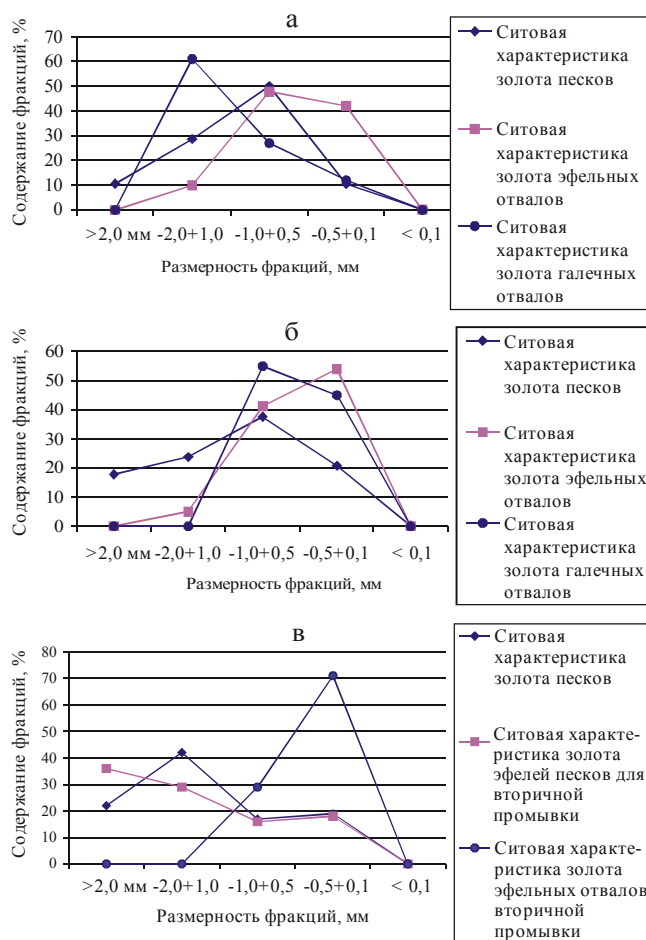 а
Содержание фракций, %
70
60
50
40
30
20
10
0
>2,0 мм -2,0+1,0 -1,0+0,5 -0,5+0,1 < 0,1
Размерность фракций, мм
Ситовая
характеристика
золота песков
Ситовая
характеристика
золота эфельных
отвалов
Ситовая
характеристика
золота галечных
отвалов
б
Содержание фракций, %
60
50
40
30
20
10
0
>2,0 мм -2,0+1,0 -1,0+0,5 -0,5+0,1 < 0,1
Размерность фракций, мм
Ситовая
характеристика
золота песков
Ситовая
характеристика
золота эфельных
отвалов
Ситовая
характеристика
золота галечных
отвалов
в
Содержание фракций, %
80
70
60
50
40
30
20
10
0
>2,0 мм -2,0+1,0 -1,0+0,5 -0,5+0,1 < 0,1
Размерность фракций, мм
Ситовая
характеристика
золота песков
Ситовая характе-
ристика золота
эфелей песков для
вторичной
промывки
Ситовая характе-
ристика золота
эфельных отвалов
вторичной
промывки